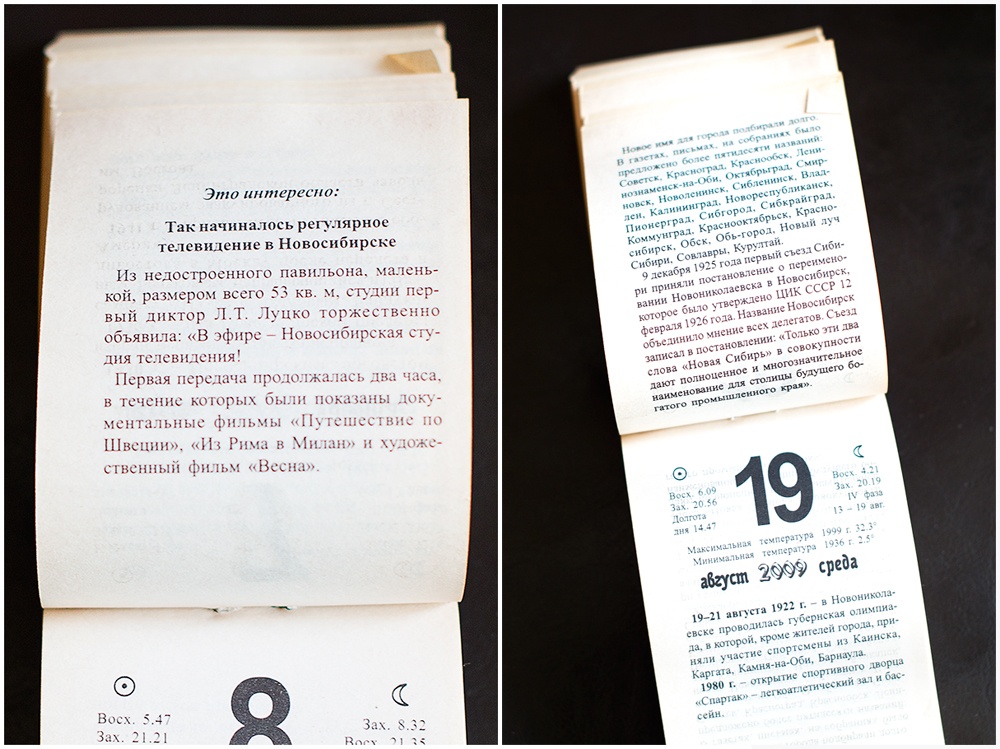 Это интересно:
Так начиналось регулярное
телевидение в Новосибирске
Из недостроенного павильона, малень-
кой, размером всего 53 кв. м, студии пер-
вый диктор Л.Т. Луцко торжественно
объявила: «В эфире – Новосибирская сту-
дия телевидения!
Первая передача продолжалась два часа,
в течение которых были показаны доку-
ментальные фильмы «Путешествие по
Швеции», «Из Рима в Милан» и художе-
ственный фильм «Весна».
8
Восх. 5.47
Зах. 21.21
Зах. 8.32
Восх. 21.35
Новое имя для города подбирали долго.
В газетах, письмах, на собраниях было
предложено более пятидесяти названий:
Советск, Красноград, Краснообск, Лени-
нознаменск-на-Оби, Октябрьград, Смир-
новск, Новоленинск, Сибленинск, Влад-
лен, Калининград, Новореспубликанск,
Пионерград, Сибгород, Сибкрайград,
Коммунград, Краснооктябрьск, Красно-
сибирск, Обск, Обь-город, Новый луч
Сибири, Совлавры, Курултай.
9 декабря 1925 года первый съезд Сиби-
ри приняли постановление о переимено-
вании Новониколаевска в Новосибирск,
которое было утверждено ЦИК СССР 12
февраля 1926 года. Название Новосибирск
объединило мнение всех делегатов. Съезд
записал в постановлении: «Только эти два
слова «Новая Сибирь» в совокупности
дают полноценное и многозначительное
наименование для столицы будущего бо-
гатого промышленного края».
19
Восх. 6.09
Зах. 20.56
Долгота
дня 14.47
Восх. 4.21
Зах. 20.19
IV фаза
13 – 19 авг.
Максимальная температура 1999 г. 32.3°
Минимальная температура 1936 г. 2.5°
август 2009 среда
19–21 августа 1922 г. – в Новоникола-
евске проводилась губернская олимпиа-
да, в которой, кроме жителей города, при-
няли участие спортсмены из Каинска,
Каргата, Камня-на-Оби, Барнаула.
1980 г. – открытие спортивного дворца
«Спартак» – легкоатлетический зал и бас-
сейн.